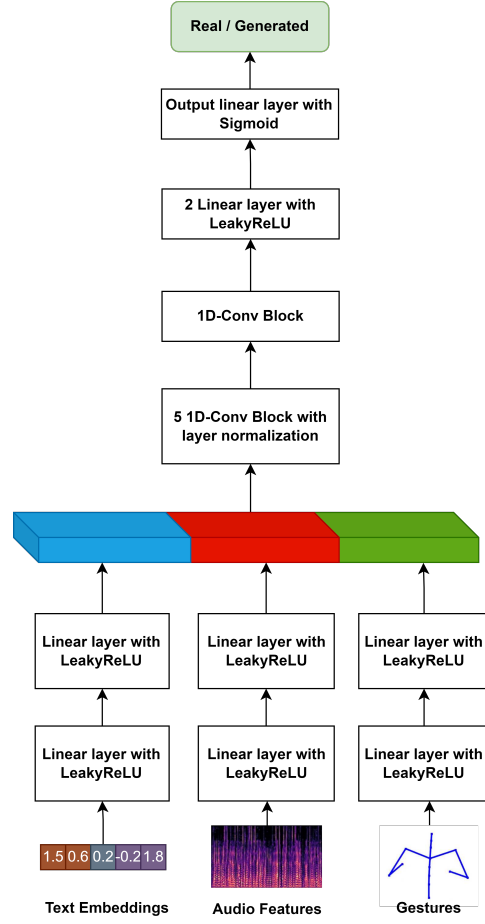 Real / Generated
Output linear layer with
Sigmoid
2 Linear layer with
LeakyReLU
1D-Conv Block
5 1D-Conv Block with
layer normalization
Linear layer with
LeakyReLU
Linear layer with
LeakyReLU
Linear layer with
LeakyReLU
Linear layer with
LeakyReLU
Linear layer with
LeakyReLU
Linear layer with
LeakyReLU
1.5 0.6 0.2 -0.2 1.8
Text Embeddings
Audio Features
Gestures